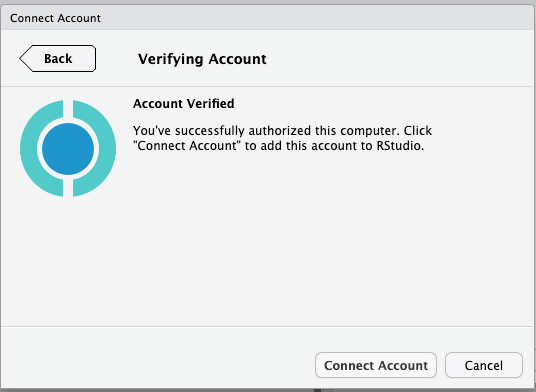 Connect Account
Back
Verifying Account
Account Verified
You've successfully authorized this computer. Click
"Connect Account" to add this account to RStudio.
Connect Account
Cancel